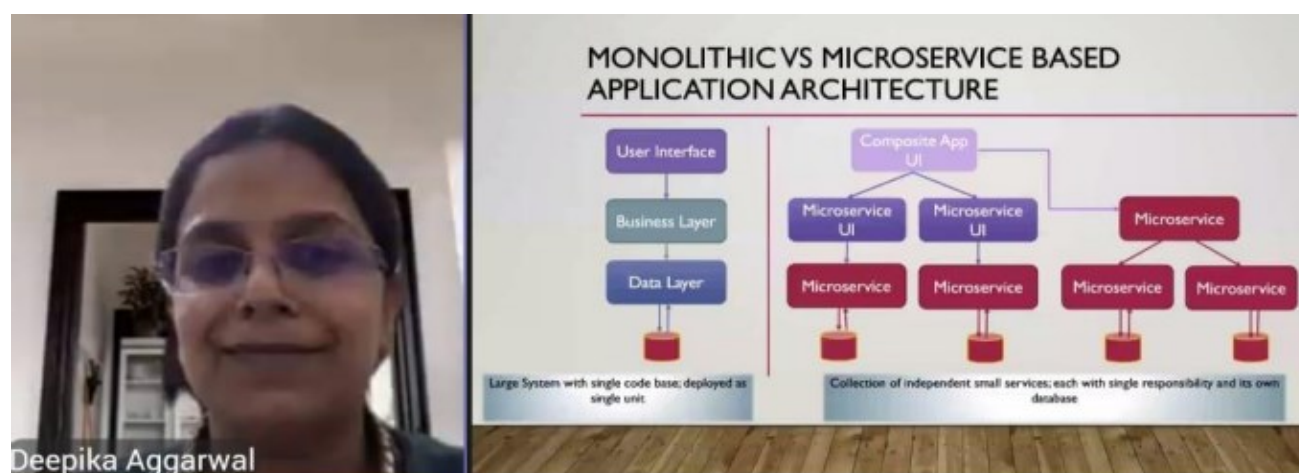 MONOLITHIC VS MICROSERVICE BASED
APPLICATION ARCHITECTURE
User Interface
Business Layer
Data Layer
Large System with single code base; deployed as
single unit
Composite App
UI
Microservice
UI
Microservice
UI
Microservice
Microservice
Microservice
Microservice
Microservice
Collection of independent small services; each with single responsibility and its own
database
Deepika Aggarwal